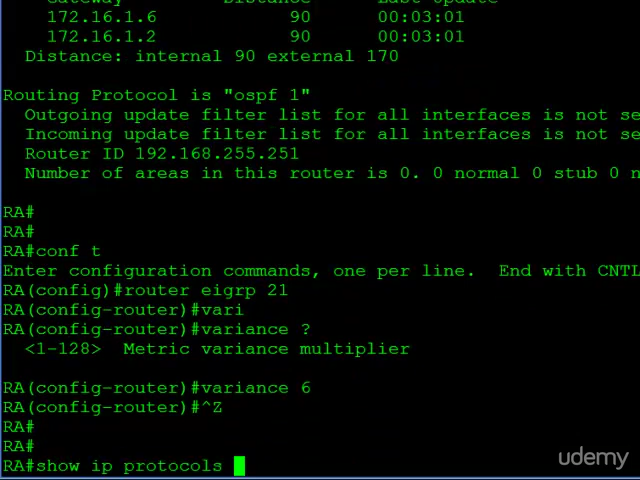 172.16.1.6 90 00:03:01
172.16.1.2 90 00:03:01
Distance: internal 90 external 170
Routing Protocol is "ospf 1"
Outgoing update filter list for all interfaces is not se
Incoming update filter list for all interfaces is not se
Router ID 192.168.255.251
Number of areas in this router is 0. 0 normal 0 stub 0 n
RA#
RA#
RA#conf t
Enter configuration commands, one per line.  End with CNTL
RA(config)#router eigrp 21
RA(config-router)#vari
RA(config-router)#variance ?
<1-128>  Metric variance multiplier
RA(config-router)#variance 6
RA(config-router)#^Z
RA#
RA#
RA#show ip protocols
udemy